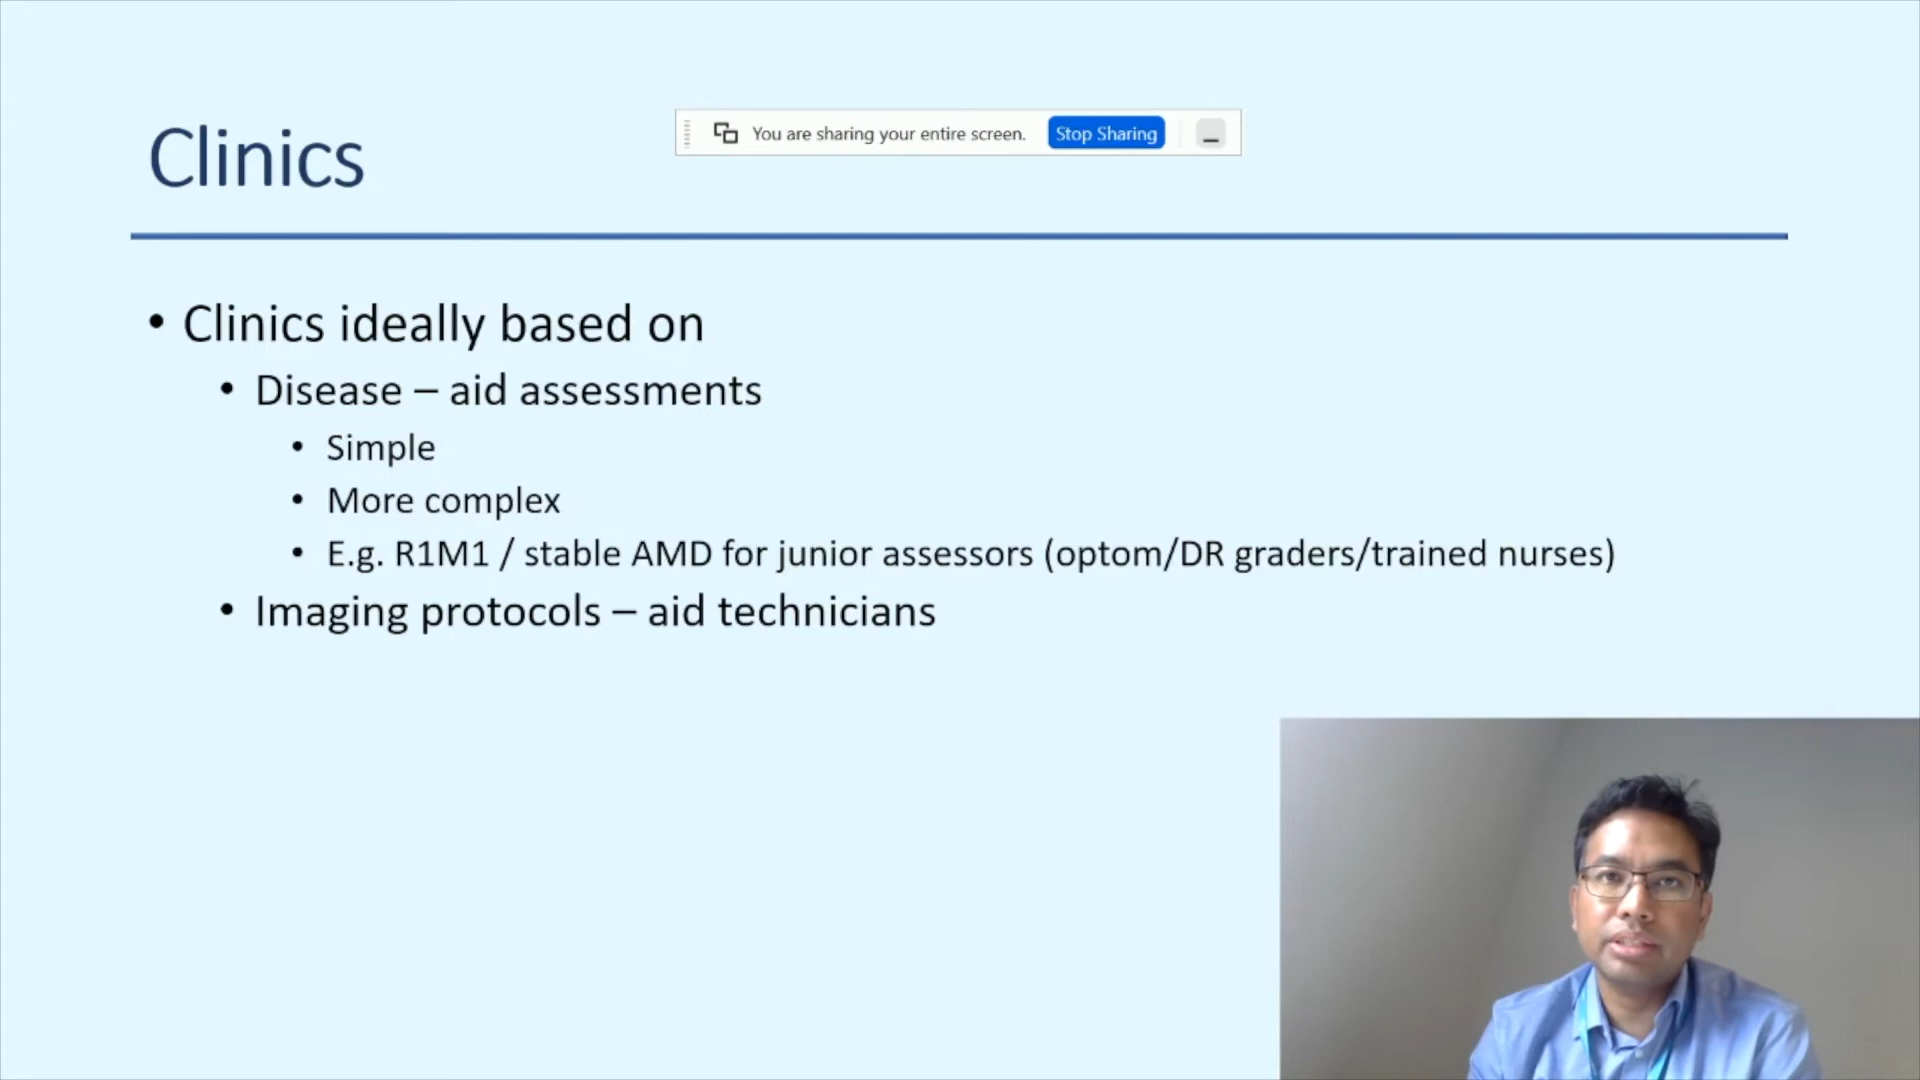 Clinics
You are sharing your entire screen. Stop Sharing
• Clinics ideally based on
• Disease – aid assessments
• Simple
• More complex
• E.g. R1M1 / stable AMD for junior assessors (optom/DR graders/trained nurses)
• Imaging protocols – aid technicians